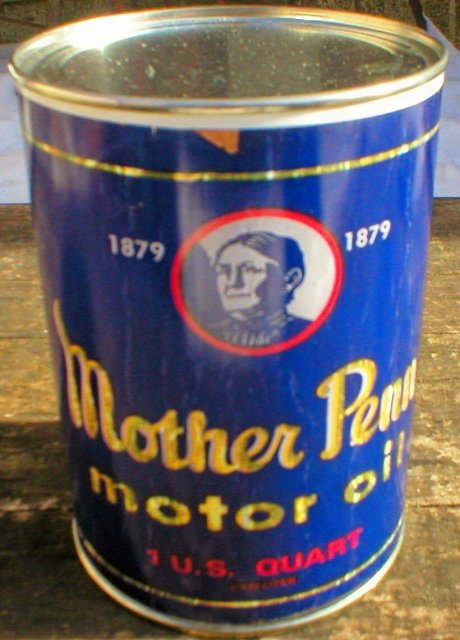 1879 1879
Mother Penn
motor oil
1 U.S. QUART